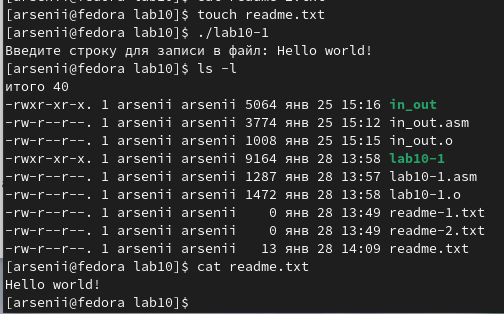 [arsenii@fedora lab10]$ touch readme.txt
[arsenii@fedora lab10]$ ./lab10-1
Введите строку для записи в файл: Hello world!
[arsenii@fedora lab10]$ ls -l
итого 40
-rwxr-xr-x. 1 arsenii arsenii 5064 янв 25 15:16 in_out
-rw-r--r--. 1 arsenii arsenii 3774 янв 25 15:12 in_out.asm
-rw-r--r--. 1 arsenii arsenii 1008 янв 25 15:15 in_out.o
-rwxr-xr-x. 1 arsenii arsenii 9164 янв 28 13:58 lab10-1
-rw-r--r--. 1 arsenii arsenii 1287 янв 28 13:57 lab10-1.asm
-rw-r--r--. 1 arsenii arsenii 1472 янв 28 13:58 lab10-1.o
-rw-r--r--. 1 arsenii arsenii    0 янв 28 13:49 readme-1.txt
-rw-r--r--. 1 arsenii arsenii    0 янв 28 13:49 readme-2.txt
-rw-r--r--. 1 arsenii arsenii   13 янв 28 14:09 readme.txt
[arsenii@fedora lab10]$ cat readme.txt
Hello world!
[arsenii@fedora lab10]$